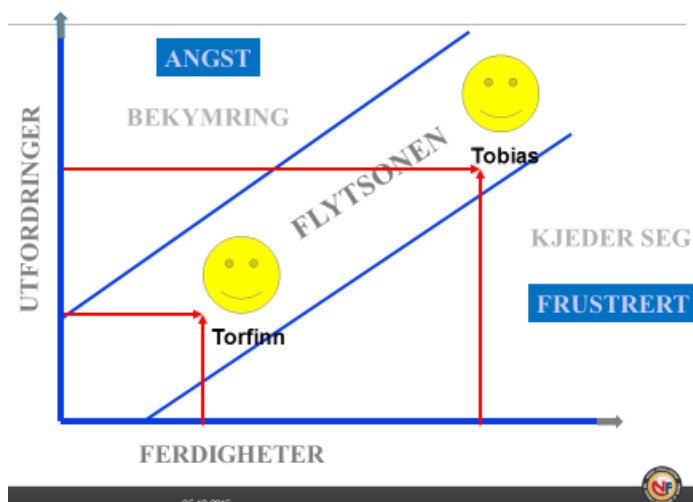 ANGST
BEKYMRING
UTFORDRINGER
FLYTSONEN
Tobias
KJEDER SEG
FRUSTRERT
Torfinn
FERDIGHETER